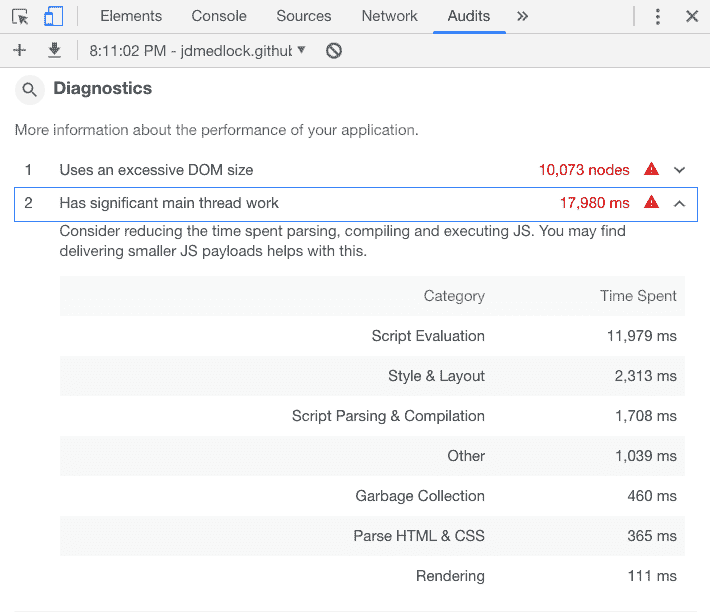 Elements Console Sources Network Audits »
8:11:02 PM - jdmedlock.github
Diagnostics
More information about the performance of your application.
1 Uses an excessive DOM size 10,073 nodes
2 Has significant main thread work 17,980 ms
Consider reducing the time spent parsing, compiling and executing JS. You may find
delivering smaller JS payloads helps with this.
Category Time Spent
Script Evaluation 11,979 ms
Style & Layout 2,313 ms
Script Parsing & Compilation 1,708 ms
Other 1,039 ms
Garbage Collection 460 ms
Parse HTML & CSS 365 ms
Rendering 111 ms